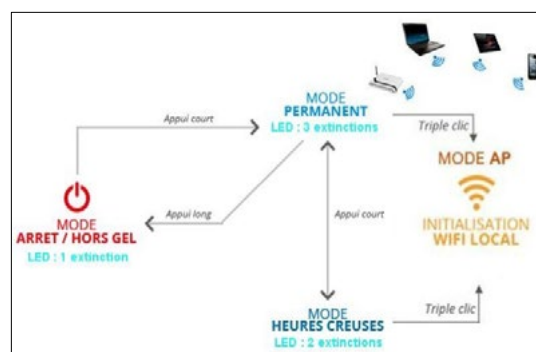 MODE
PERMANENT
LED : 3 extinctions
Appui court
Triple clic
MODE AP
INITIALISATION
WIFI LOCAL
MODE
ARRET / HORS GEL
LED : 1 extinction
Appui long
Appui court
MODE
HEURES CREUSES
LED : 2 extinctions
Triple clic